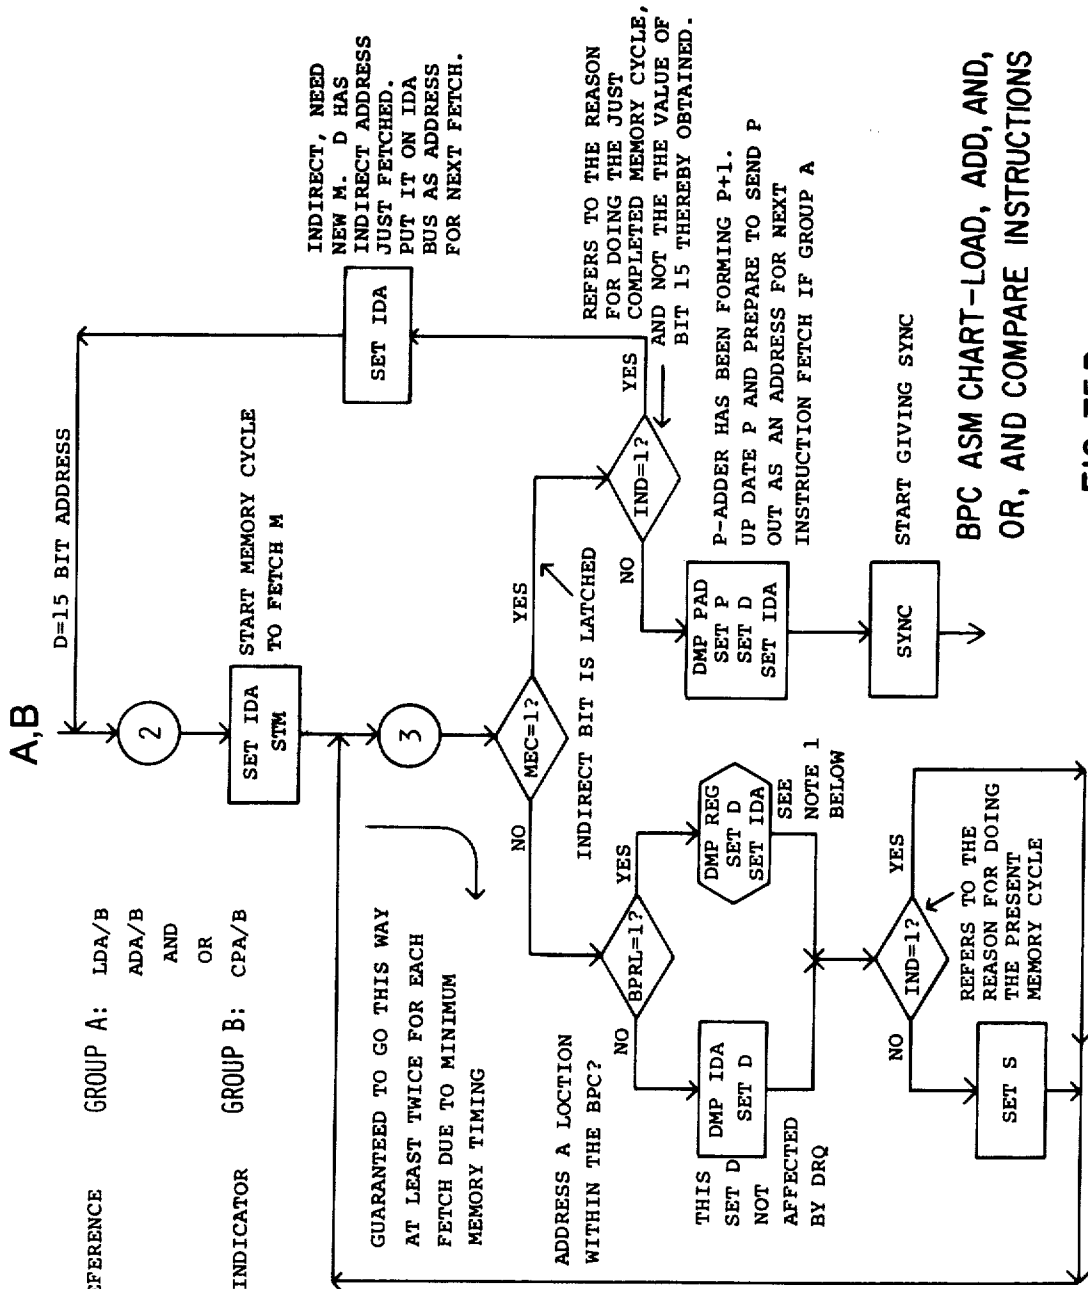 A,B
D=15 BIT ADDRESS
EFERENCE
GROUP A: LDA/B
ADA/B
AND
OR
INDICATOR
GROUP B: CPA/B
2
SET IDA
STM
START MEMORY CYCLE
TO FETCH M
3
GUARANTEED TO GO THIS WAY
AT LEAST TWICE FOR EACH
FETCH DUE TO MINIMUM
MEMORY TIMING
MEC=1?
NO
YES
INDIRECT BIT IS LATCHED
SET IDA
INDIRECT, NEED
NEW M. D HAS
INDIRECT ADDRESS
JUST FETCHED.
PUT IT ON IDA
BUS AS ADDRESS
FOR NEXT FETCH.
IND=1?
YES
NO
REFERS TO THE REASON
FOR DOING THE JUST
COMPLETED MEMORY CYCLE,
AND NOT THE THE VALUE OF
BIT 15 THEREBY OBTAINED.
ADDRESS A LOCTION
WITHIN THE BPC?
BPRL=1?
NO
YES
DMP IDA
SET D
THIS
SET D
NOT
AFFECTED
BY DRQ
DMP REG
SET D
SET IDA
SEE
NOTE 1
BELOW
DMP PAD
SET P
SET D
SET IDA
P-ADDER HAS BEEN FORMING P+1.
UP DATE P AND PREPARE TO SEND P
OUT AS AN ADDRESS FOR NEXT
INSTRUCTION FETCH IF GROUP A
SYNC
START GIVING SYNC
IND=1?
NO
YES
REFERS TO THE
REASON FOR DOING
THE PRESENT
MEMORY CYCLE
SET S
BPC ASM CHART-LOAD, ADD, AND,
OR, AND COMPARE INSTRUCTIONS